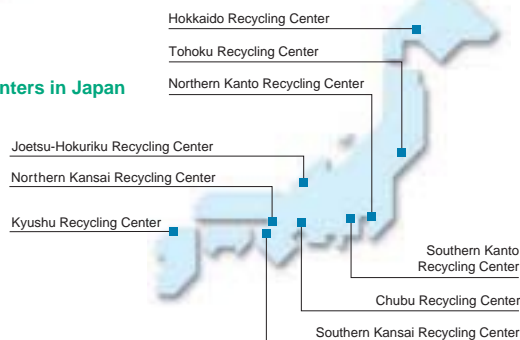 Hokkaido Recycling Center
Tohoku Recycling Center
nters in Japan
Northern Kanto Recycling Center
Joetsu-Hokuriku Recycling Center
Northern Kansai Recycling Center
Kyushu Recycling Center
Southern Kanto
Recycling Center
Chubu Recycling Center
Southern Kansai Recycling Center